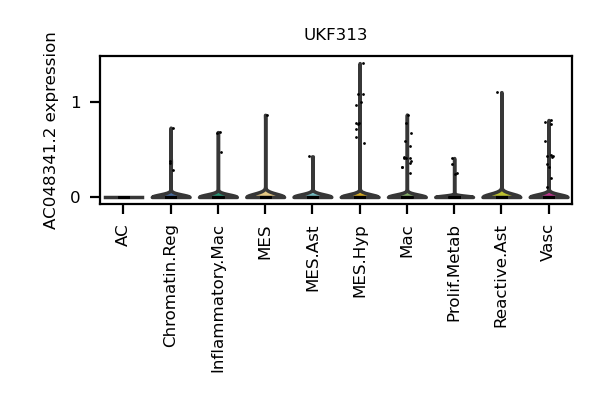 UKF313
AC048341.2 expression
1
0
AC
Chromatin.Reg
Inflammatory.Mac
MES
MES.Ast
MES.Hyp
Mac
Prolif.Metab
Reactive.Ast
Vasc